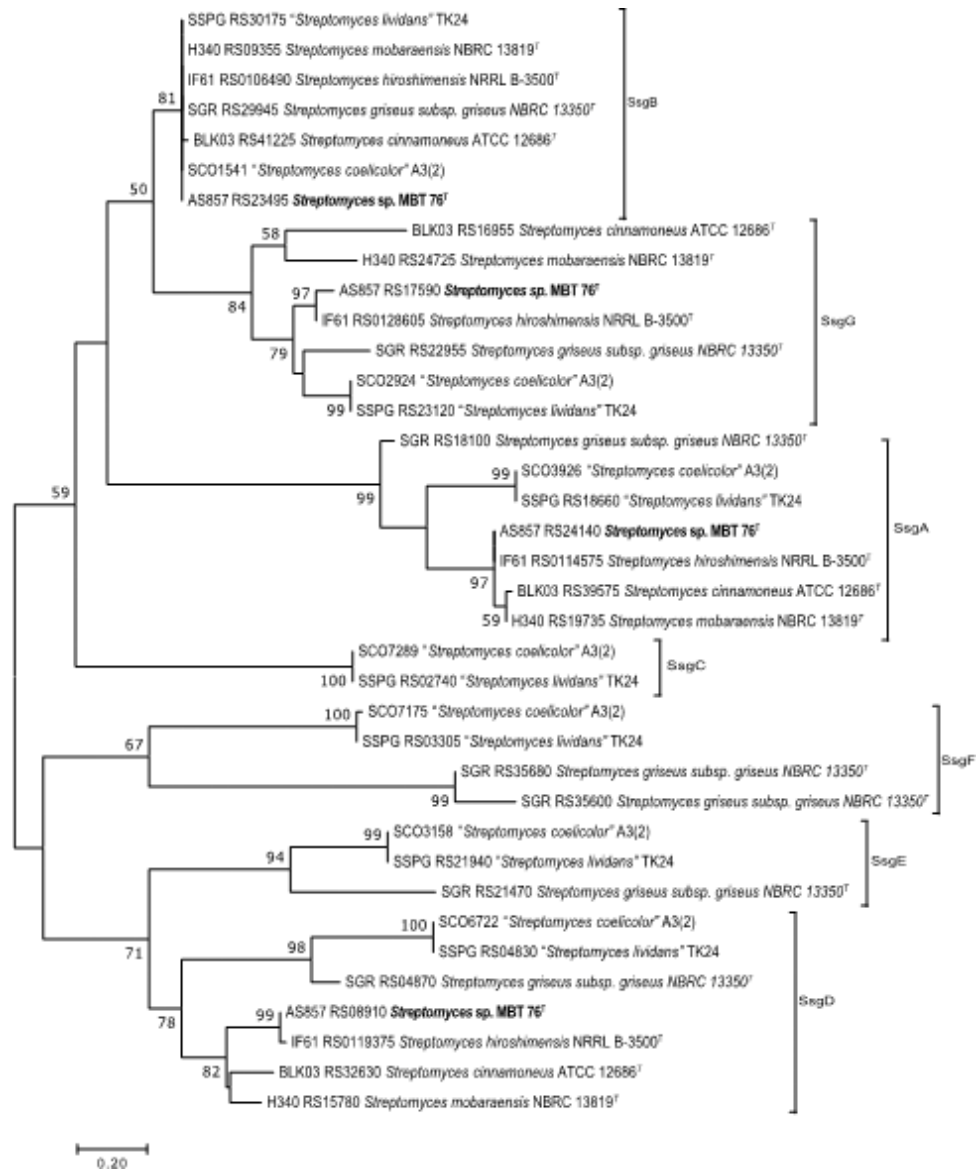 SSPG RS30175 "Streptomyces lividans" TK24
H340 RS09355 Streptomyces mobaraensis NBRC 13819ᵀ
IF61 RS0106490 Streptomyces hiroshimensis NRRL B-3500ᵀ
81
SsgB
SGR RS29945 Streptomyces griseus subsp. griseus NBRC 13350ᵀ
BLK03 RS41225 Streptomyces cinnamoneus ATCC 12686ᵀ
SCO1541 "Streptomyces coelicolor" A3(2)
50
AS857 RS23495 Streptomyces sp. MBT 76ᵀ
58
BLK03 RS16955 Streptomyces cinnamoneus ATCC 12686ᵀ
H340 RS24725 Streptomyces mobaraensis NBRC 13819ᵀ
97
AS857 RS17590 Streptomyces sp. MBT 76ᵀ
84
SsgG
IF61 RS0128605 Streptomyces hiroshimensis NRRL B-3500ᵀ
79
SGR RS22955 Streptomyces griseus subsp. griseus NBRC 13350ᵀ
SCO2924 "Streptomyces coelicolor" A3(2)
99
SSPG RS23120 "Streptomyces lividans" TK24
SGR RS18100 Streptomyces griseus subsp. griseus NBRC 13350ᵀ
99
SCO3926 "Streptomyces coelicolor" A3(2)
59
99
SSPG RS18660 "Streptomyces lividans" TK24
AS857 RS24140 Streptomyces sp. MBT 76ᵀ
SsgA
IF61 RS0114575 Streptomyces hiroshimensis NRRL B-3500ᵀ
97
BLK03 RS39575 Streptomyces cinnamoneus ATCC 12686ᵀ
59
H340 RS19735 Streptomyces mobaraensis NBRC 13819ᵀ
SCO7289 "Streptomyces coelicolor" A3(2)
SsgC
100
SSPG RS02740 "Streptomyces lividans" TK24
100
SCO7175 "Streptomyces coelicolor" A3(2)
SSPG RS03305 "Streptomyces lividans" TK24
67
SsgF
SGR RS35680 Streptomyces griseus subsp. griseus NBRC 13350ᵀ
99
SGR RS35600 Streptomyces griseus subsp. griseus NBRC 13350ᵀ
99
SCO3158 "Streptomyces coelicolor" A3(2)
94
SSPG RS21940 "Streptomyces lividans" TK24
SsgE
SGR RS21470 Streptomyces griseus subsp. griseus NBRC 13350ᵀ
100
SCO6722 "Streptomyces coelicolor" A3(2)
71
98
SSPG RS04830 "Streptomyces lividans" TK24
SGR RS04870 Streptomyces griseus subsp. griseus NBRC 13350ᵀ
SsgD
99
AS857 RS08910 Streptomyces sp. MBT 76ᵀ
78
IF61 RS0119375 Streptomyces hiroshimensis NRRL B-3500ᵀ
82
BLK03 RS32630 Streptomyces cinnamoneus ATCC 12686ᵀ
H340 RS15780 Streptomyces mobaraensis NBRC 13819ᵀ
0.20